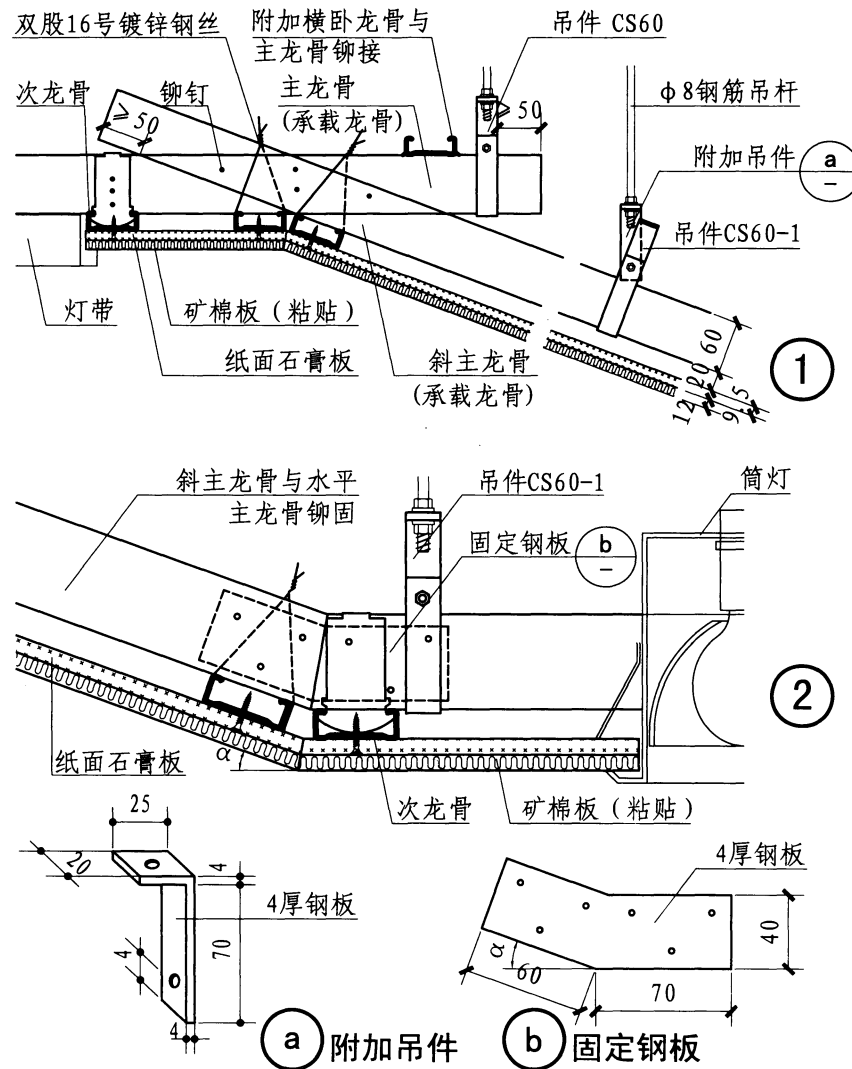 双股16号镀锌钢丝
附加横卧龙骨与
主龙骨铆接
吊件 CS60
次龙骨
铆钉
主龙骨
(承载龙骨)
≥50
≥50
φ8钢筋吊杆
附加吊件
a
–
吊件CS60-1
灯带
矿棉板（粘贴）
纸面石膏板
斜主龙骨
(承载龙骨)
60
20
12
9.5
1
斜主龙骨与水平
主龙骨铆固
吊件CS60-1
筒灯
固定钢板
b
–
2
纸面石膏板
α
次龙骨
矿棉板（粘贴）
25
20
4
4厚钢板
70
4
4
a 附加吊件
4厚钢板
40
α
60
70
b 固定钢板